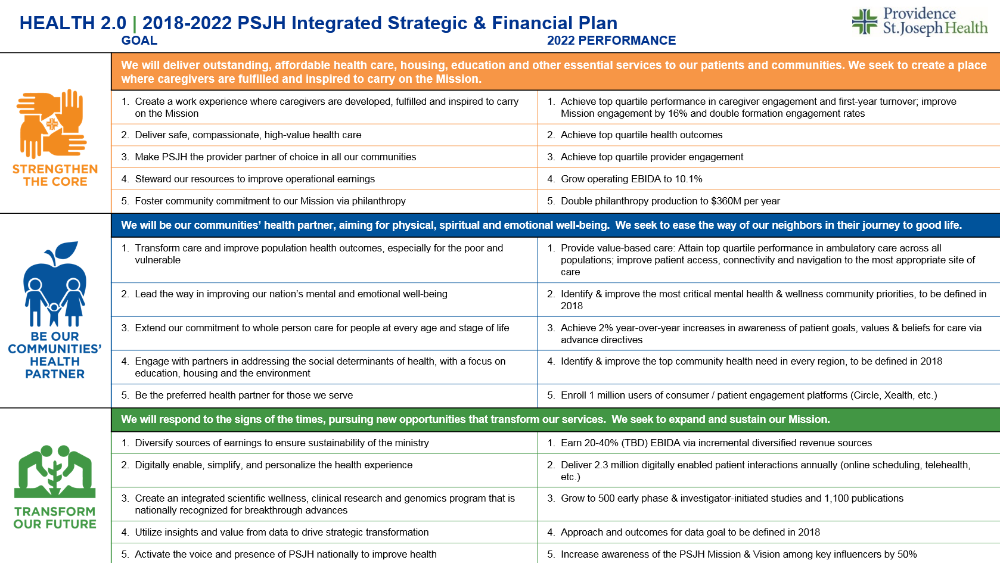 HEALTH 2.0 | 2018-2022 PSJH Integrated Strategic & Financial Plan
Providence
St.Joseph Health
GOAL
2022 PERFORMANCE
We will deliver outstanding, affordable health care, housing, education and other essential services to our patients and communities. We seek to create a place
where caregivers are fulfilled and inspired to carry on the Mission.
STRENGTHEN
THE CORE
1. Create a work experience where caregivers are developed, fulfilled and inspired to carry
on the Mission
1. Achieve top quartile performance in caregiver engagement and first-year turnover; improve
Mission engagement by 16% and double formation engagement rates
2. Deliver safe, compassionate, high-value health care
2. Achieve top quartile health outcomes
3. Make PSJH the provider partner of choice in all our communities
3. Achieve top quartile provider engagement
4. Steward our resources to improve operational earnings
4. Grow operating EBIDA to 10.1%
5. Foster community commitment to our Mission via philanthropy
5. Double philanthropy production to $360M per year
We will be our communities’ health partner, aiming for physical, spiritual and emotional well-being. We seek to ease the way of our neighbors in their journey to good life.
BE OUR
COMMUNITIES’
HEALTH
PARTNER
1. Transform care and improve population health outcomes, especially for the poor and
vulnerable
1. Provide value-based care: Attain top quartile performance in ambulatory care across all
populations; improve patient access, connectivity and navigation to the most appropriate site of
care
2. Lead the way in improving our nation’s mental and emotional well-being
2. Identify & improve the most critical mental health & wellness community priorities, to be defined in
2018
3. Extend our commitment to whole person care for people at every age and stage of life
3. Achieve 2% year-over-year increases in awareness of patient goals, values & beliefs for care via
advance directives
4. Engage with partners in addressing the social determinants of health, with a focus on
education, housing and the environment
4. Identify & improve the top community health need in every region, to be defined in 2018
5. Be the preferred health partner for those we serve
5. Enroll 1 million users of consumer / patient engagement platforms (Circle, Xealth, etc.)
We will respond to the signs of the times, pursuing new opportunities that transform our services. We seek to expand and sustain our Mission.
TRANSFORM
OUR FUTURE
1. Diversify sources of earnings to ensure sustainability of the ministry
1. Earn 20-40% (TBD) EBIDA via incremental diversified revenue sources
2. Digitally enable, simplify, and personalize the health experience
2. Deliver 2.3 million digitally enabled patient interactions annually (online scheduling, telehealth,
etc.)
3. Create an integrated scientific wellness, clinical research and genomics program that is
nationally recognized for breakthrough advances
3. Grow to 500 early phase & investigator-initiated studies and 1,100 publications
4. Utilize insights and value from data to drive strategic transformation
4. Approach and outcomes for data goal to be defined in 2018
5. Activate the voice and presence of PSJH nationally to improve health
5. Increase awareness of the PSJH Mission & Vision among key influencers by 50%